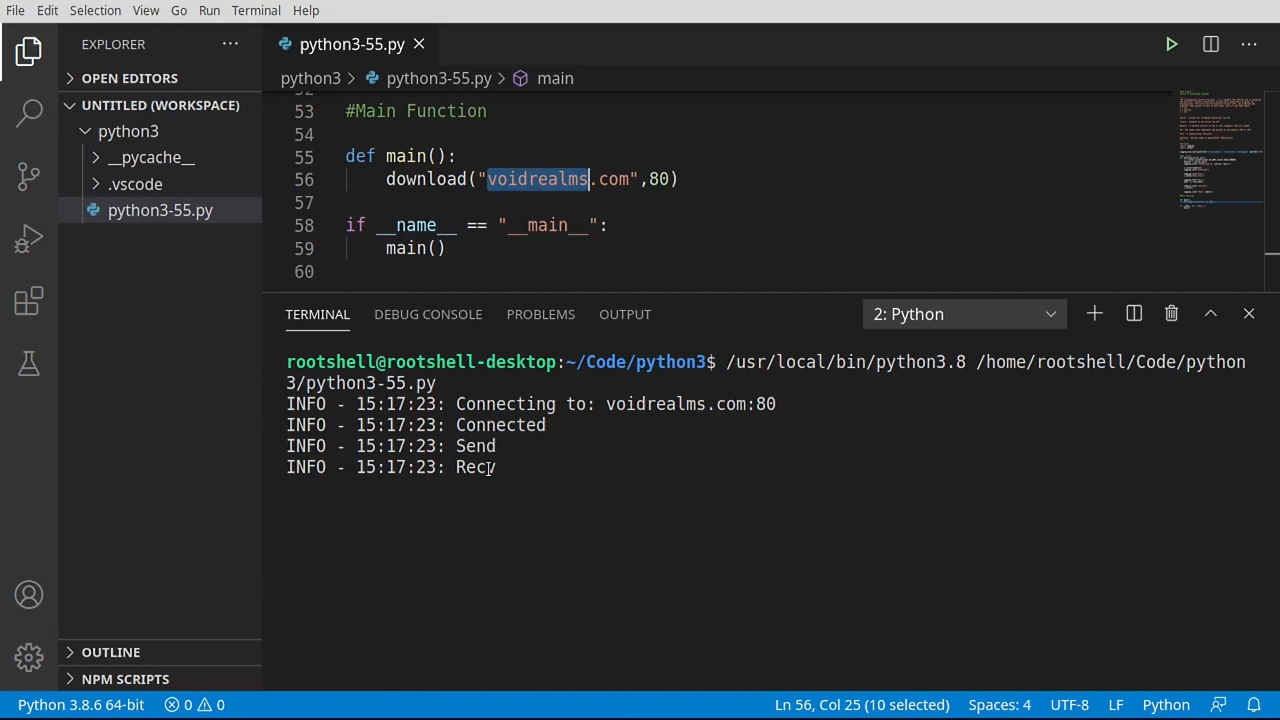 File Edit Selection View Go Run Terminal Help
EXPLORER
OPEN EDITORS
UNTITLED (WORKSPACE)
python3
__pycache__
.vscode
python3-55.py
OUTLINE
NPM SCRIPTS
python3-55.py
python3 > python3-55.py > main
52
53 #Main Function
54
55 def main():
56 download("voidrealms.com",80)
57
58 if __name__ == "__main__":
59 main()
60
TERMINAL DEBUG CONSOLE PROBLEMS OUTPUT 2: Python
rootshell@rootshell-desktop:~/Code/python3$ /usr/local/bin/python3.8 /home/rootshell/Code/python
3/python3-55.py
INFO - 15:17:23: Connecting to: voidrealms.com:80
INFO - 15:17:23: Connected
INFO - 15:17:23: Send
INFO - 15:17:23: Recv
Python 3.8.6 64-bit 0 0 Ln 56, Col 25 (10 selected) Spaces: 4 UTF-8 LF Python